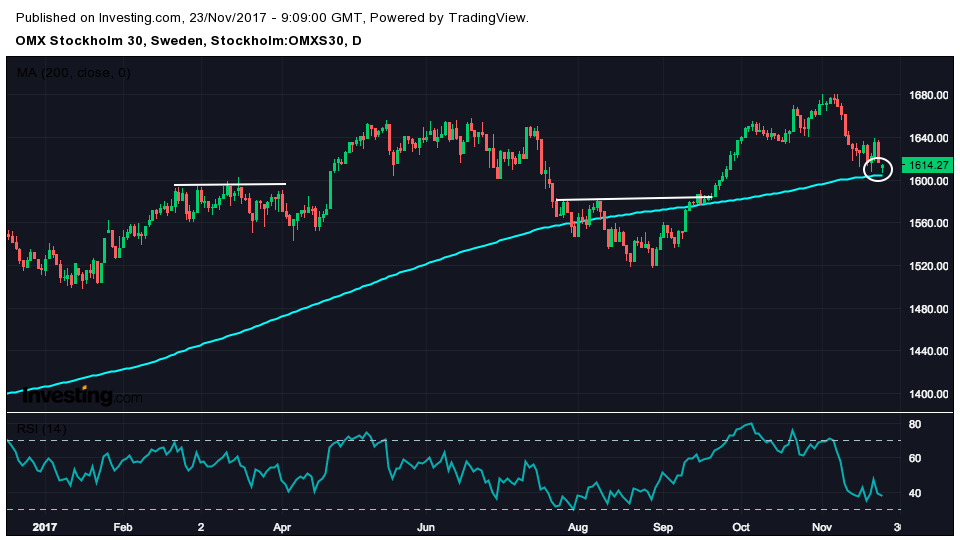 Published on Investing.com, 23/Nov/2017 - 9:09:00 GMT, Powered by TradingView.
OMX Stockholm 30, Sweden, Stockholm:OMXS30, D
MA (200, close, 0)
1680.00
1640.00
1614.27
1600.00
1560.00
1520.00
1480.00
1440.00
1400.00
Investing.com
RSI (14)
80
60
40
2017 Feb 2 Apr Jun Aug Sep Oct Nov 3